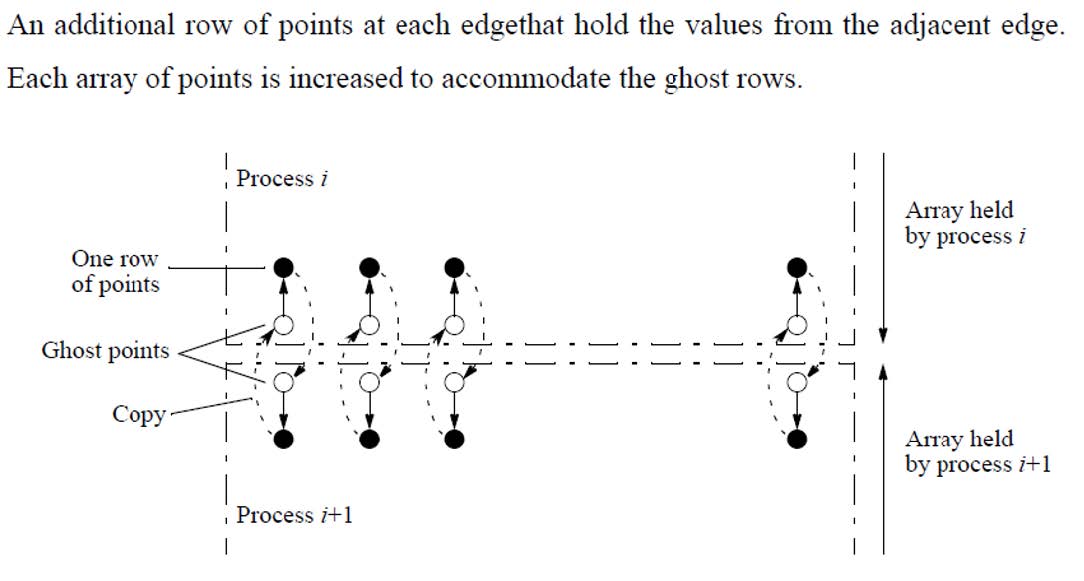 An additional row of points at each edgethat hold the values from the adjacent edge.
Each array of points is increased to accommodate the ghost rows.
Process i
Array held
by process i
One row
of points
Ghost points
Copy
Array held
by process i+1
Process i+1